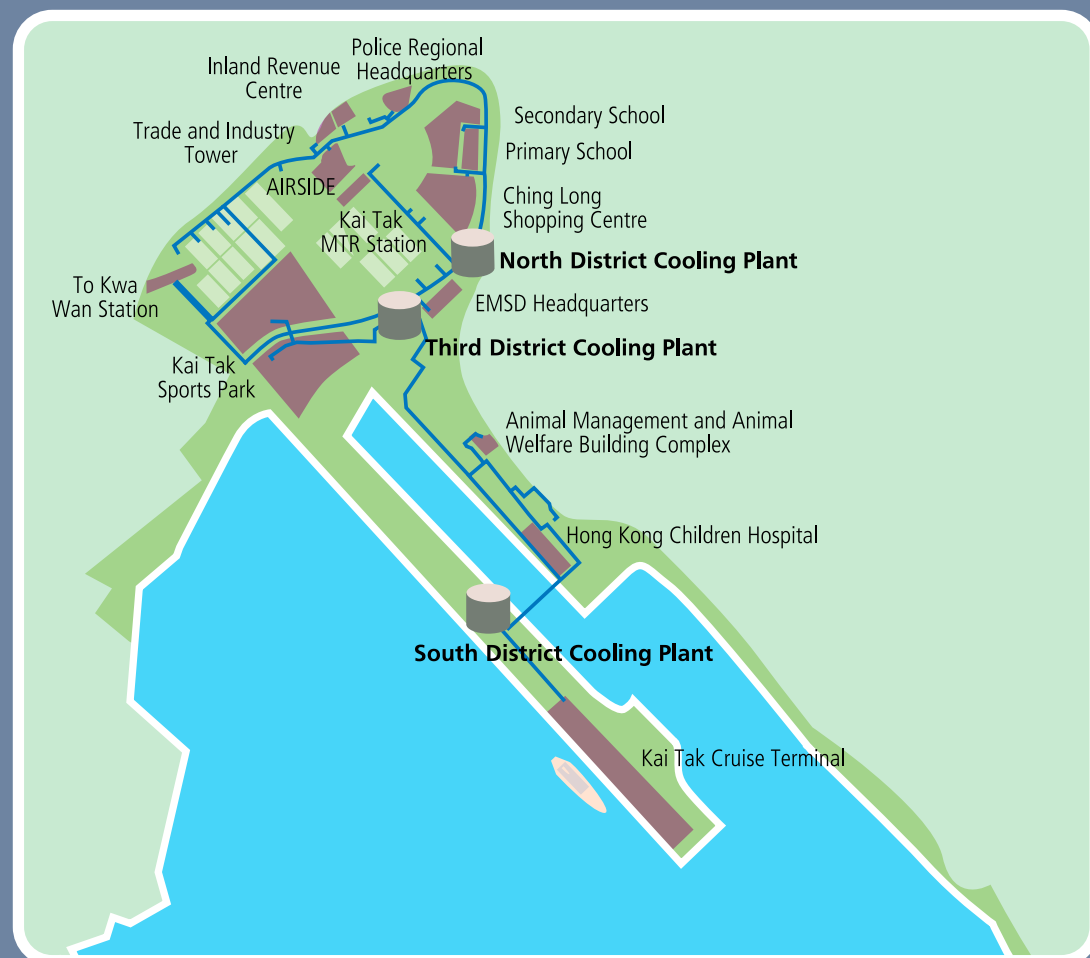 Police Regional
Headquarters
Inland Revenue
Centre
Secondary School
Trade and Industry
Tower
Primary School
AIRSIDE
Ching Long
Shopping Centre
Kai Tak
MTR Station
North District Cooling Plant
To Kwa
Wan Station
EMSD Headquarters
Third District Cooling Plant
Kai Tak
Sports Park
Animal Management and Animal
Welfare Building Complex
Hong Kong Children Hospital
South District Cooling Plant
Kai Tak Cruise Terminal